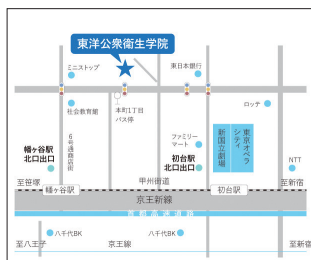 東洋公衆衛生学院
ミニストップ
東日本銀行
社会教育館
本町1丁目
バス停
ロッテ
6号通商店街
ファミリー
マート
新国立劇場
東京オペラ
シティ
幡ヶ谷駅
北口出口
初台駅
北口出口
NTT
至笹塚
甲州街道
至新宿
幡ヶ谷駅
初台駅
京王新線
首都高速道路
八千代BK
八千代BK
至八王子
京王線
至新宿